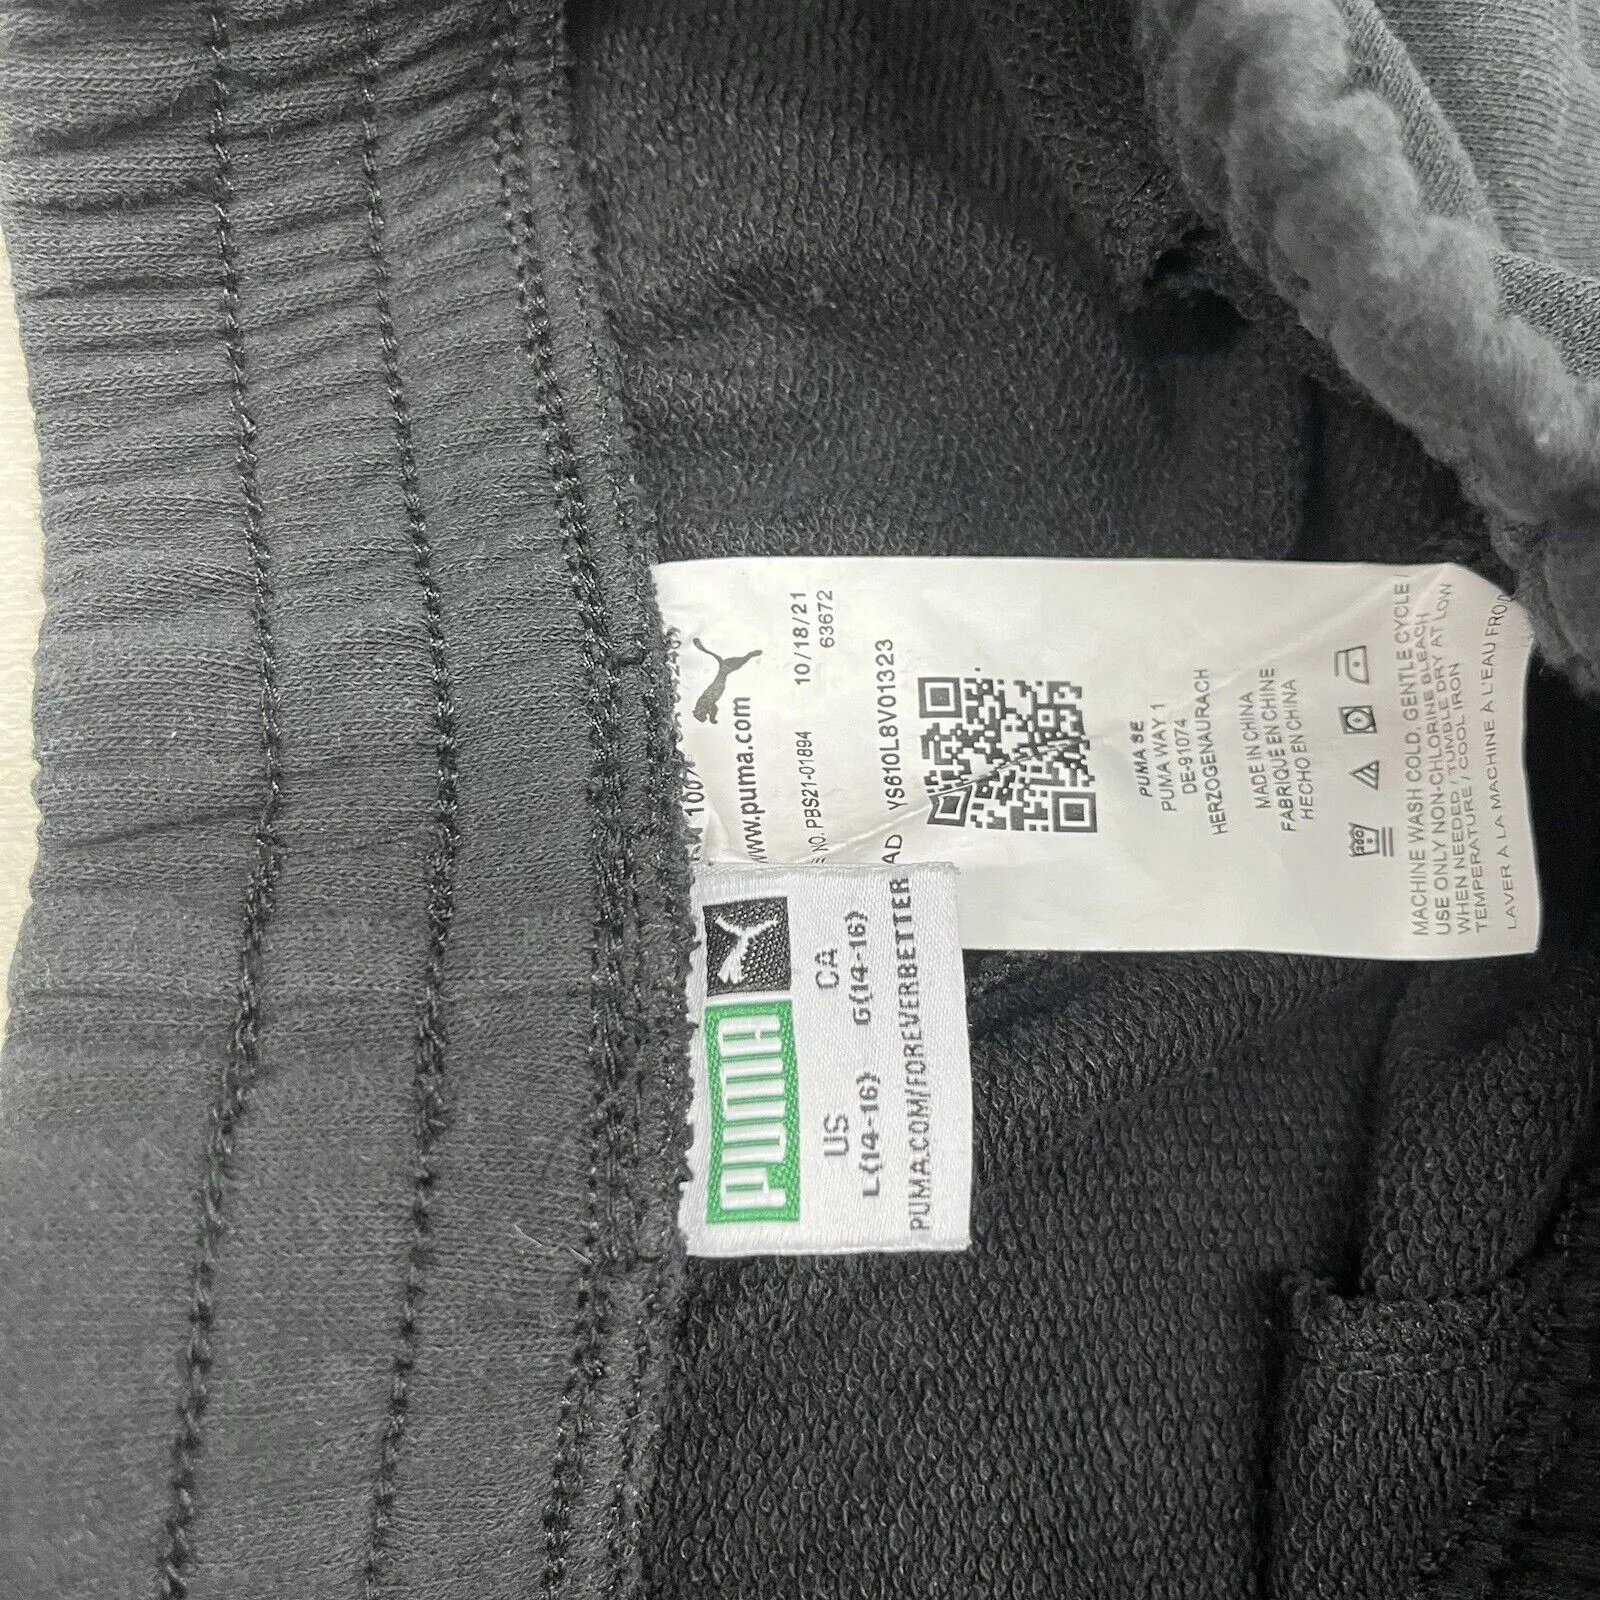 www.puma.com
NO. PBS21-01894 10/18/21
63672
AD YS610L8V01323
PUMA SE
PUMA WAY 1
DE-91074
HERZOGENAURACH
MADE IN CHINA
FABRIQUÉ EN CHINE
HECHO EN CHINA
MACHINE WASH COLD, GENTLE CYCLE /
USE ONLY NON-CHLORINE BLEACH
WHEN NEEDED / TUMBLE DRY AT LOW
TEMPERATURE / COOL IRON
LAVER A LA MACHINE A L'EAU FROI
PUMA
US CA
L(14-16) G(14-16)
PUMA.COM/FOREVERBETTER